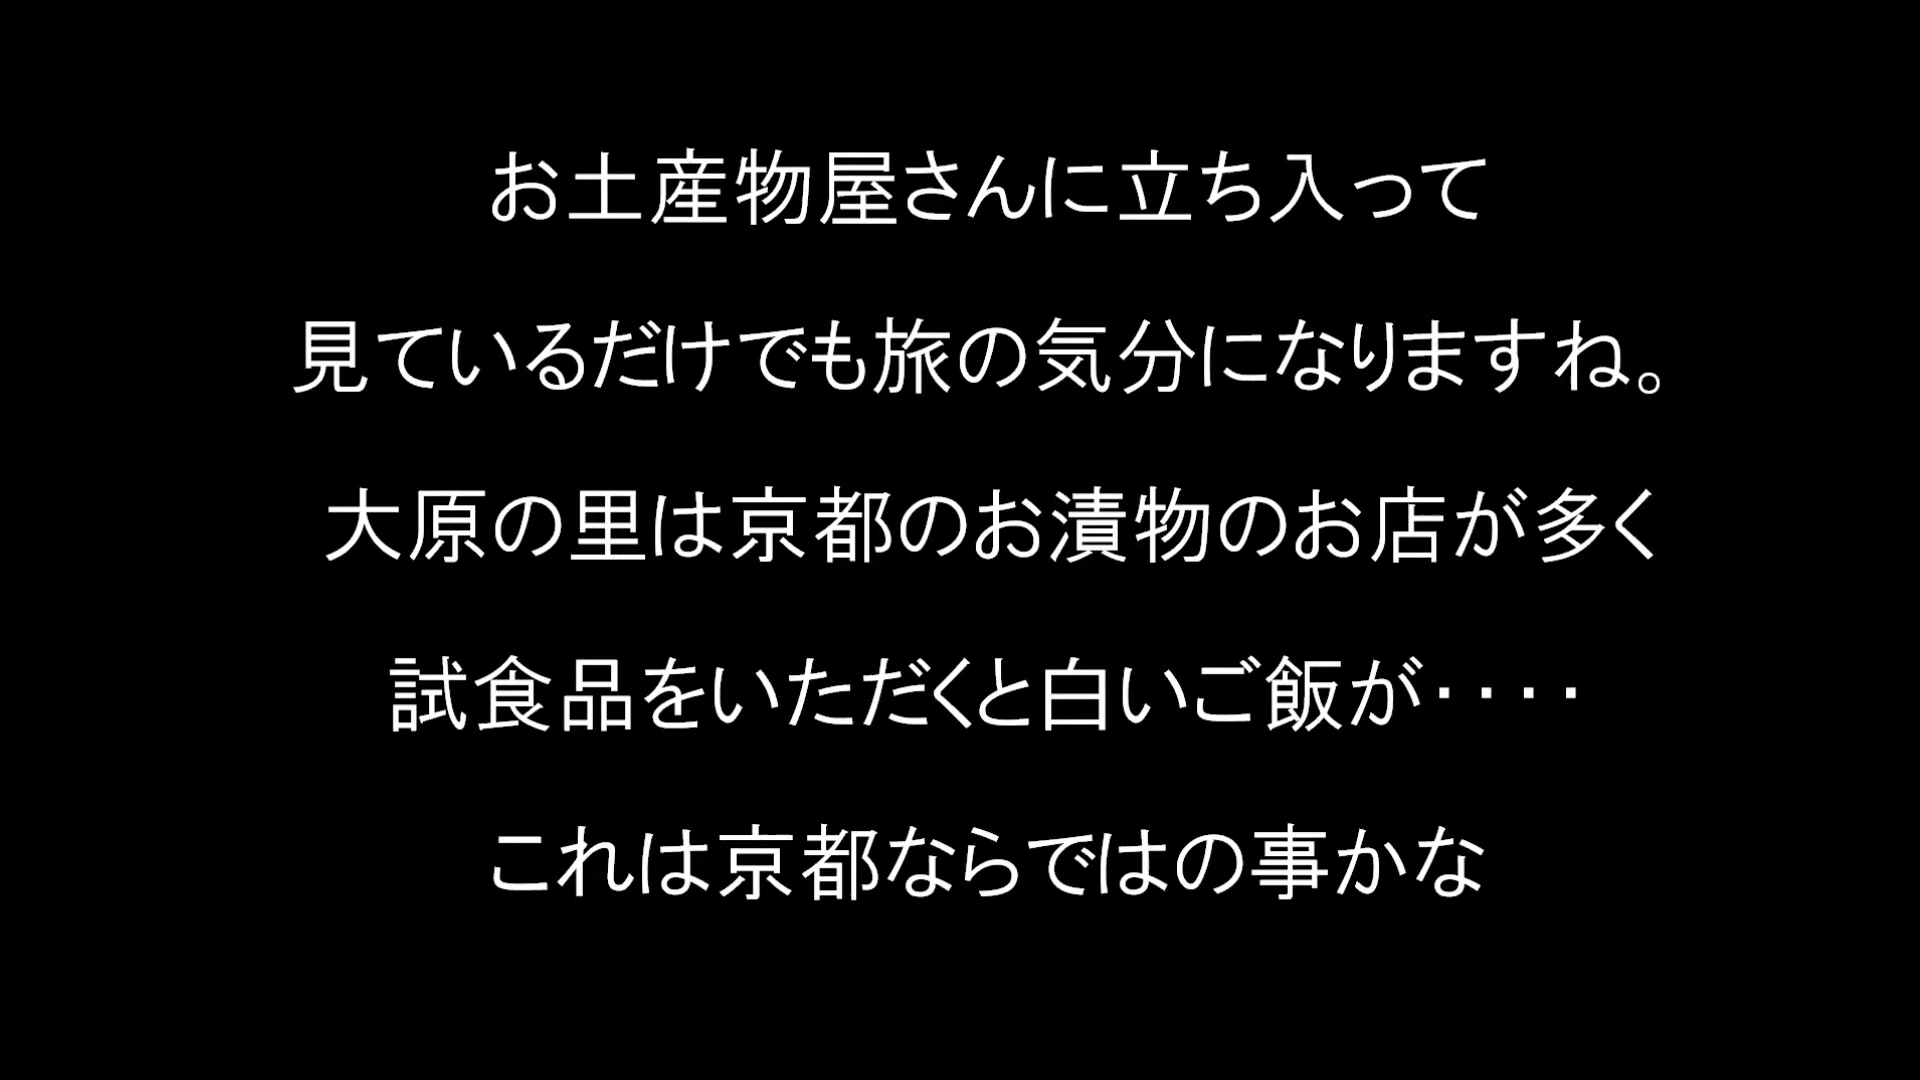 お土産物屋さんに立ち入って
見ているだけでも旅の気分になりますね。
大原の里は京都のお漬物のお店が多く
試食品をいただくと白いご飯が・・・・
これは京都ならではの事かな